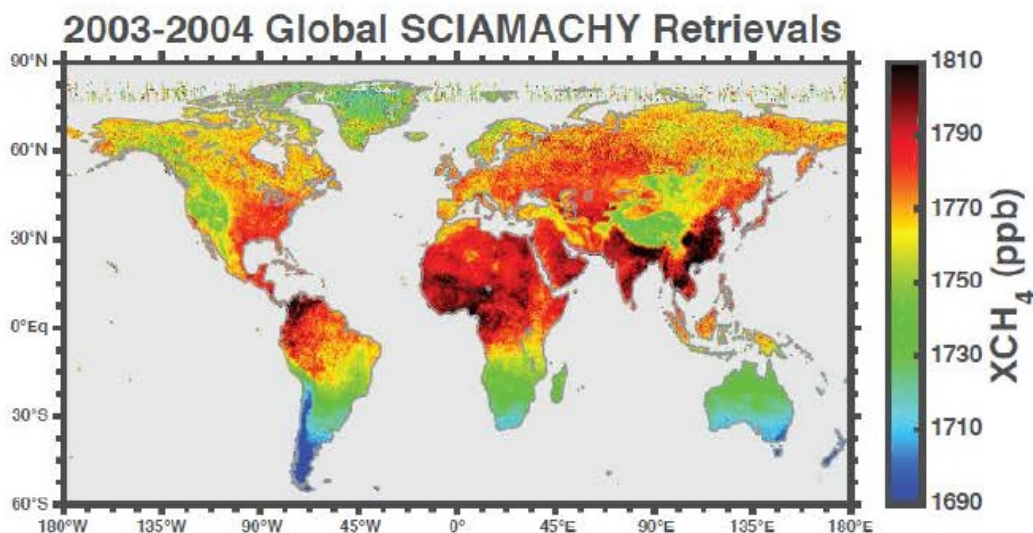 2003-2004 Global SCIAMACHY Retrievals
90°N
60°N
30°N
0°Eq
30°S
60°S
180°W
135°W
90°W
45°W
0°
45°E
90°E
135°E
180°E
1810
1790
1770
1750
1730
1710
1690
XCH4 (ppb)